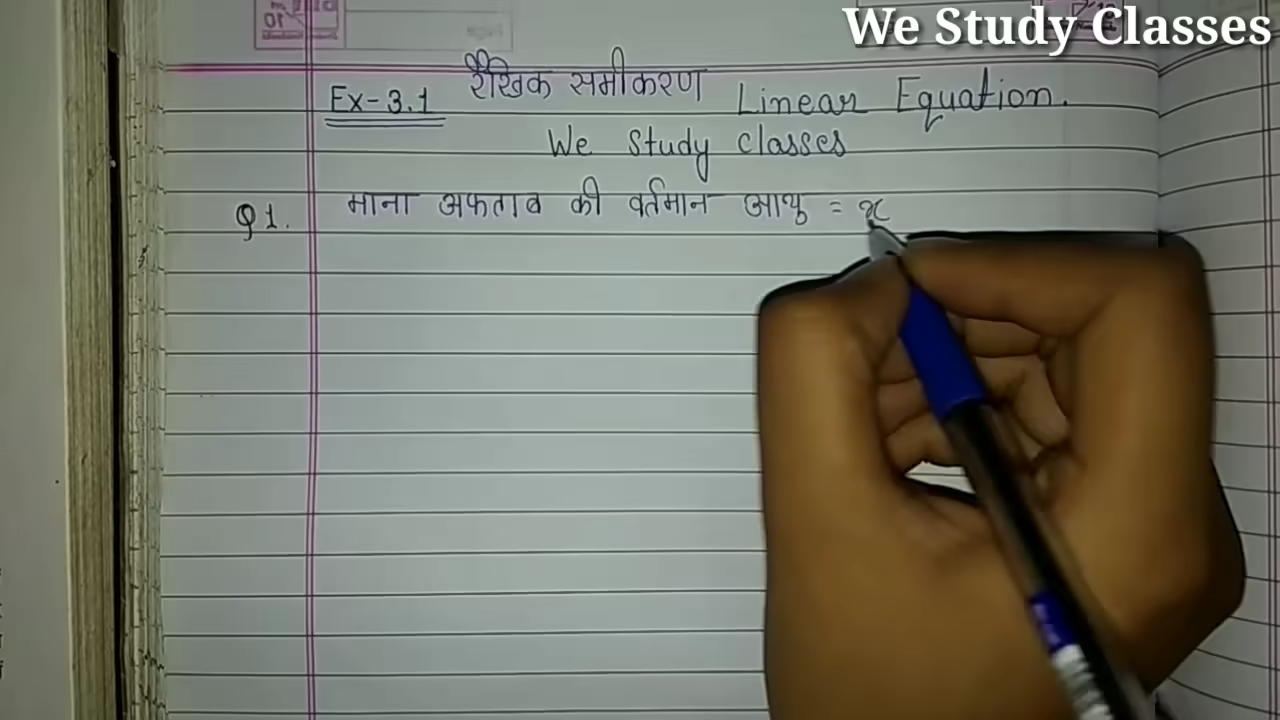 We Study Classes
Ex-3.1 रैखिक समीकरण Linear Equation.
We Study Classes
Q1. माना अफताब की वर्तमान आयु = x